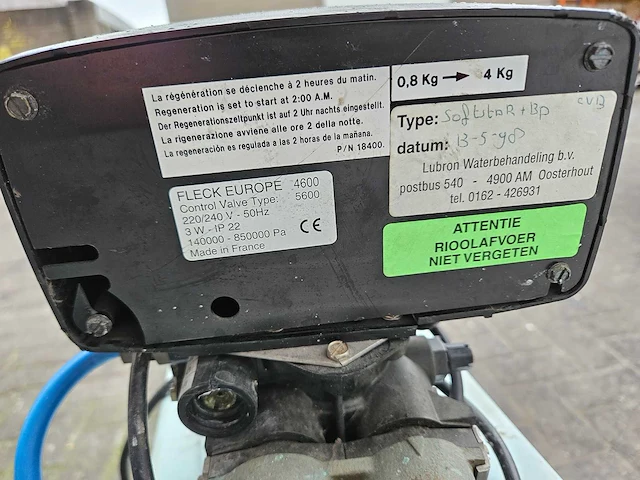 La régénération se déclenche à 2 heures du matin.
Regeneration is set to start at 2:00 A.M.
Der Regenerationszeitpunkt ist auf 2 Uhr nachts eingestellt.
La rigenerazione avviene alle ore 2 della notte.
La regeneración es regulada a las 2 horas de la mañana.
P/N 18400.
0,8 Kg → 4 Kg
Type:
datum: 13-5-98
Lubron Waterbehandeling b.v.
postbus 540 - 4900 AM Oosterhout
tel. 0162 - 426931
FLECK EUROPE 4600
Control Valve Type: 5600
220/240 V - 50Hz
3 W.- IP 22
140000 - 850000 Pa
Made in France
CE
ATTENTIE
RIOOLAFVOER
NIET VERGETEN